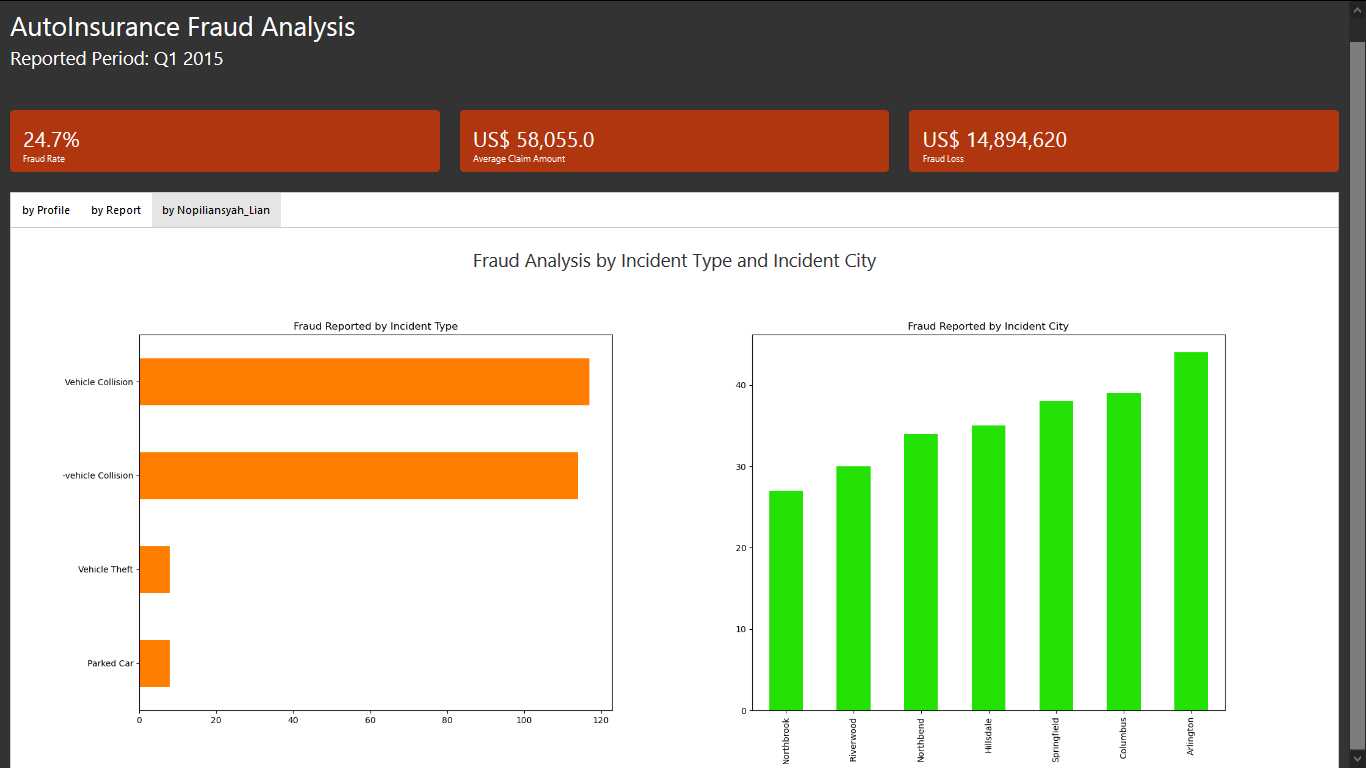 AutoInsurance Fraud Analysis
Reported Period: Q1 2015
24.7%
Fraud Rate
US$ 58,055.0
Average Claim Amount
US$ 14,894,620
Fraud Loss
by Profile
by Report
by Nopiliansyah_Lian
Fraud Analysis by Incident Type and Incident City
Fraud Reported by Incident Type
Vehicle Collision
-vehicle Collision
Vehicle Theft
Parked Car
0 20 40 60 80 100 120
Fraud Reported by Incident City
40
30
20
10
0
Northbrook
Riverwood
Northbend
Hillsdale
Springfield
Columbus
Arlington